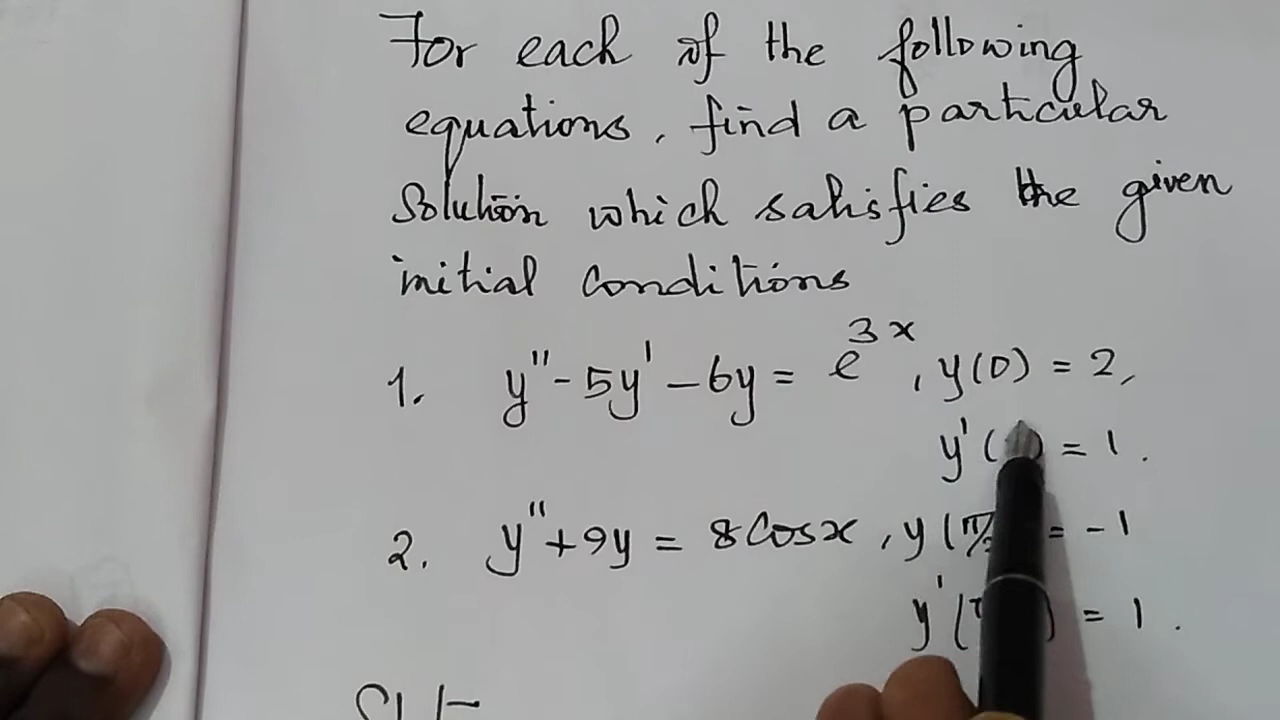 For each of the following
equations, find a particular
Solution which satisfies the given
initial conditions
1. y" - 5y' - 6y = e^3x, y(0) = 2,
y'( ) = 1.
2. y" + 9y = 8 Cosx, y(π/ = -1
y'( ) = 1.